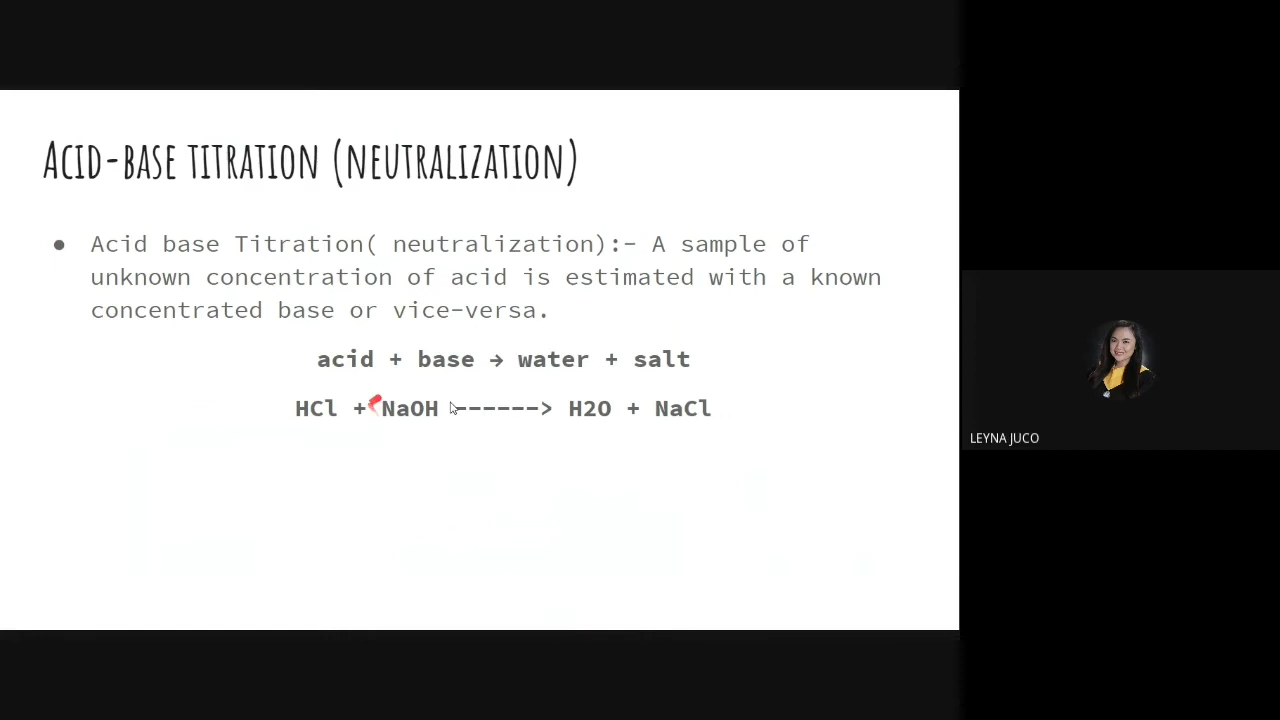 ACID-BASE TITRATION (NEUTRALIZATION)
● Acid base Titration( neutralization):- A sample of
unknown concentration of acid is estimated with a known
concentrated base or vice-versa.
acid + base → water + salt
HCl + NaOH ------> H2O + NaCl
LEYNA JUCO